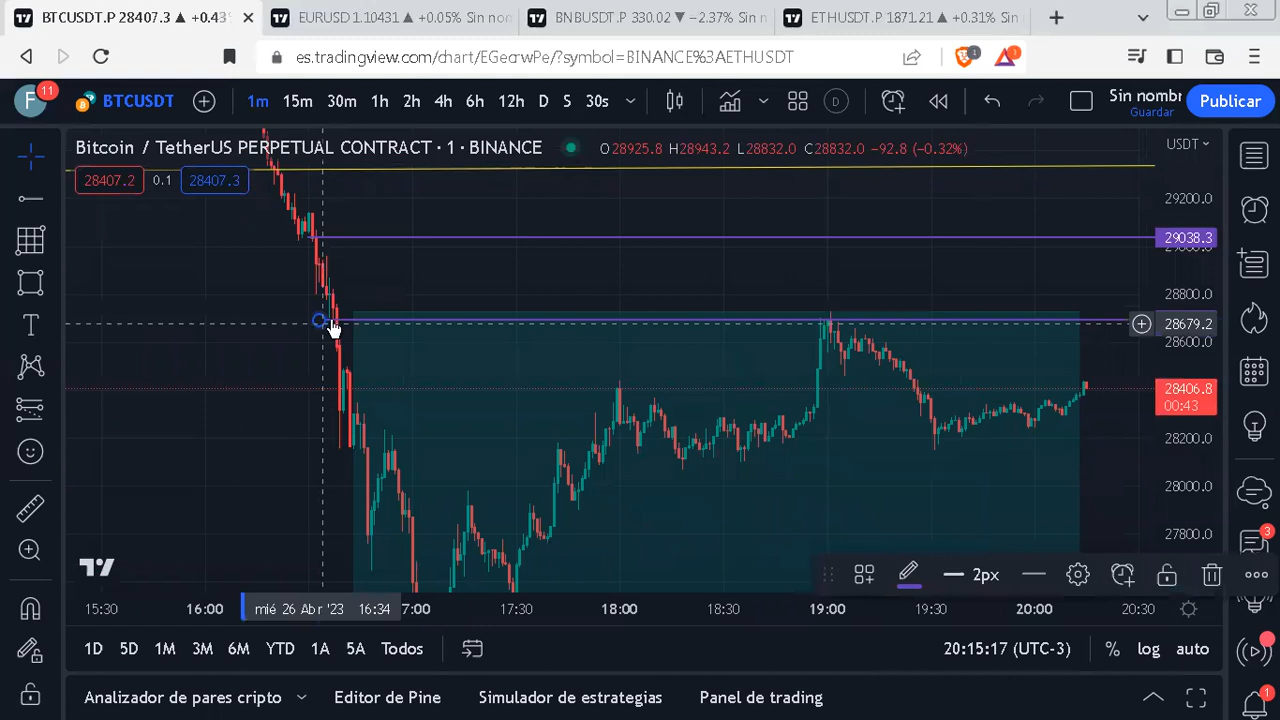 BTCUSDT.P 28407.3 ▲ +0.43
EURUSD 1.10431 ▲ +0.05% Sin no
BNBUSDT.P 330.02 ▼ −2.37% Sin n
ETHUSDT.P 1871.21 ▲ +0.31% Sin
es.tradingview.com/chart/EGecrwPo/?symbol=BINANCE%3AETHUSDT
1
F
11
BTCUSDT
1m 15m 30m 1h 2h 4h 6h 12h D S 30s
D
Sin nombr
Guardar
Publicar
Bitcoin / TetherUS PERPETUAL CONTRACT · 1 · BINANCE
O28925.8 H28943.2 L28832.0 C28832.0 −92.8 (−0.32%)
USDT
28407.2 0.1 28407.3
29200.0
29038.3
28800.0
28679.2
28600.0
28406.8
00:43
28200.0
28000.0
27800.0
2px
3
15:30 16:00 mié 26 Abr '23 16:34 7:00 17:30 18:00 18:30 19:00 19:30 20:00 20:30
1D 5D 1M 3M 6M YTD 1A 5A Todos
20:15:17 (UTC-3) % log auto
Analizador de pares cripto Editor de Pine Simulador de estrategias Panel de trading
1